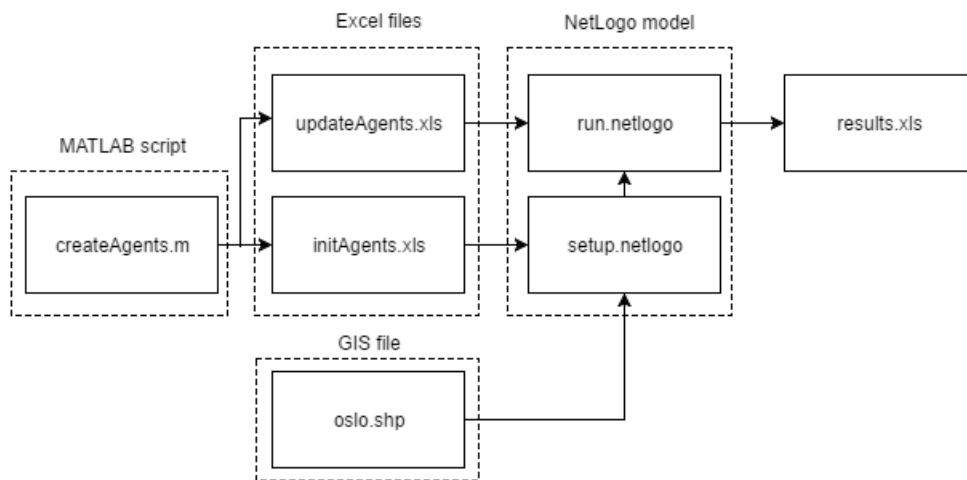 Excel files
NetLogo model
updateAgents.xls
run.netlogo
results.xls
MATLAB script
createAgents.m
initAgents.xls
setup.netlogo
GIS file
oslo.shp